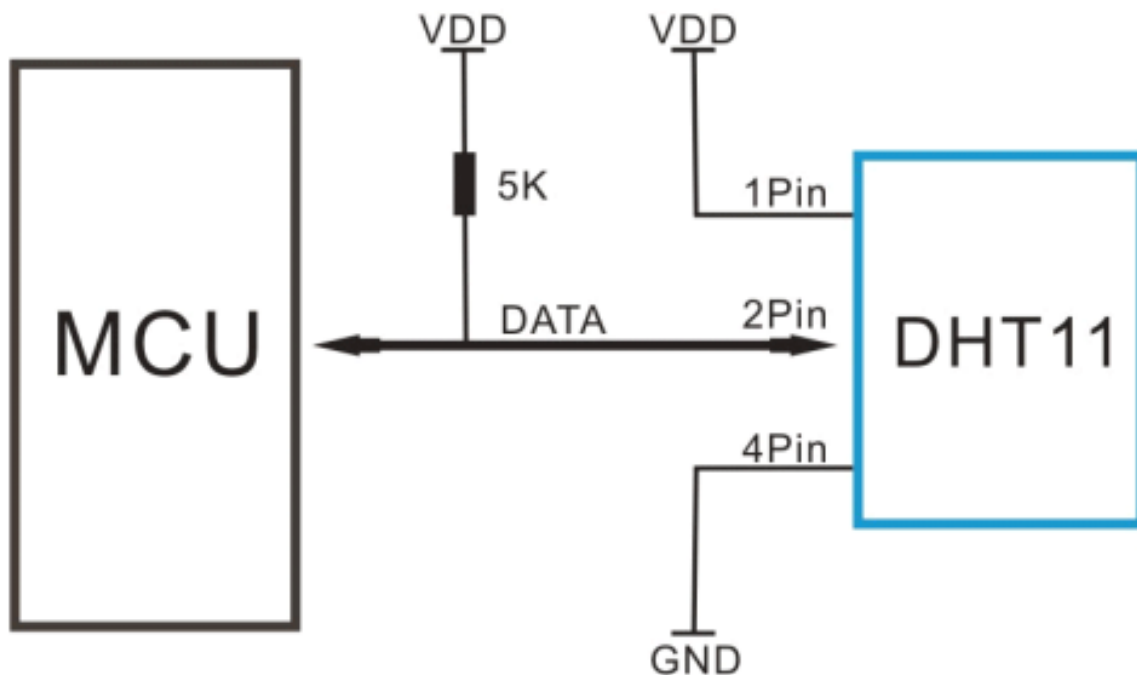 VDD
VDD
5K
1Pin
MCU
DATA
2Pin
DHT11
4Pin
GND